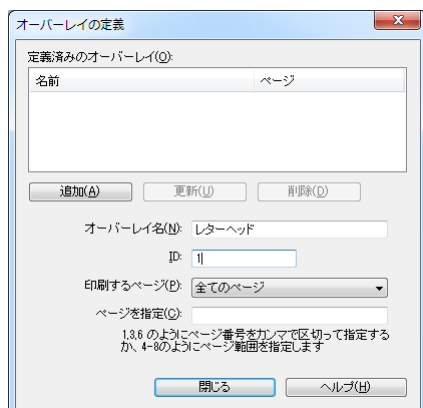 オーバーレイの定義
定義済みのオーバーレイ(O):
名前 ページ
追加(A) 更新(U) 削除(D)
オーバーレイ名(N): レターヘッド
ID: 1
印刷するページ(P): 全てのページ
ページを指定(C):
1,3,6 のようにページ番号をカンマで区切って指定する
か、4-8のようにページ範囲を指定します
閉じる ヘルプ(H)